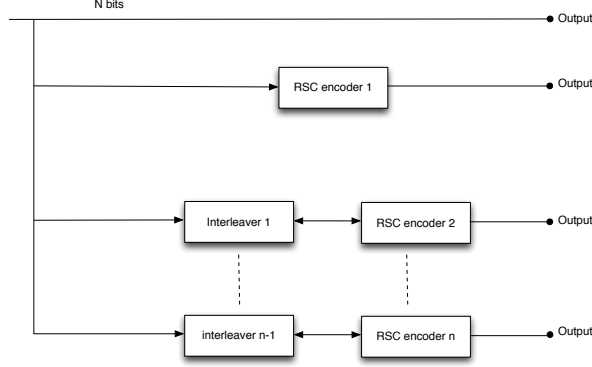 N bits
Output
RSC encoder 1
Output
Interleaver 1
RSC encoder 2
Output
interleaver n-1
RSC encoder n
Output